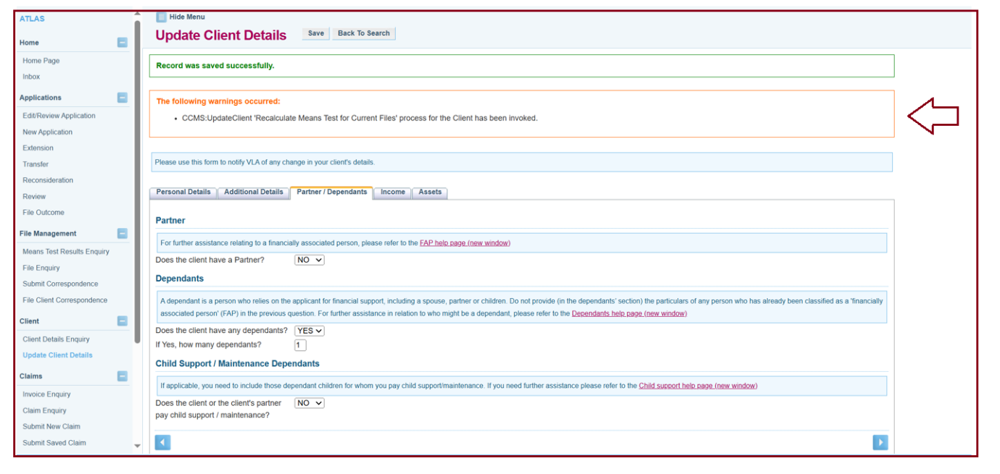 ATLAS
Home
Home Page
Inbox
Applications
Edit/Review Application
New Application
Extension
Transfer
Reconsideration
Review
File Outcome
File Management
Means Test Results Enquiry
File Enquiry
Submit Correspondence
File Client Correspondence
Client
Client Details Enquiry
Update Client Details
Claims
Invoice Enquiry
Claim Enquiry
Submit New Claim
Submit Saved Claim
Hide Menu
Update Client Details Save Back To Search
Record was saved successfully.
The following warnings occurred:
• CCMS:UpdateClient 'Recalculate Means Test for Current Files' process for the Client has been invoked.
Please use this form to notify VLA of any change in your client's details.
Personal Details Additional Details Partner / Dependants Income Assets
Partner
For further assistance relating to a financially associated person, please refer to the FAP help page (new window)
Does the client have a Partner? NO
Dependants
A dependant is a person who relies on the applicant for financial support, including a spouse, partner or children. Do not provide (in the dependants' section) the particulars of any person who has already been classified as a 'financially
associated person' (FAP) in the previous question. For further assistance in relation to who might be a dependant, please refer to the Dependants help page (new window)
Does the client have any dependants? YES
If Yes, how many dependants? 1
Child Support / Maintenance Dependants
If applicable, you need to include those dependant children for whom you pay child support/maintenance. If you need further assistance please refer to the Child support help page (new window)
Does the client or the client's partner NO
pay child support / maintenance?